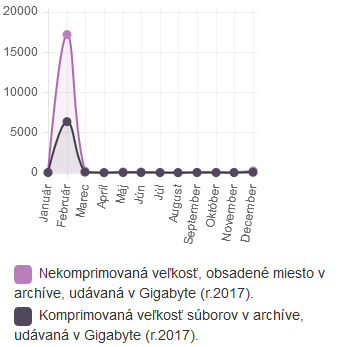 20000
15000
10000
5000
0
Január
Február
Marec
Apríl
Máj
Jún
Júl
August
September
Október
November
December
Nekomprimovaná veľkosť, obsadené miesto v
archíve, udávaná v Gigabyte (r.2017).
Komprimovaná veľkosť súborov v archíve,
udávaná v Gigabyte (r.2017).